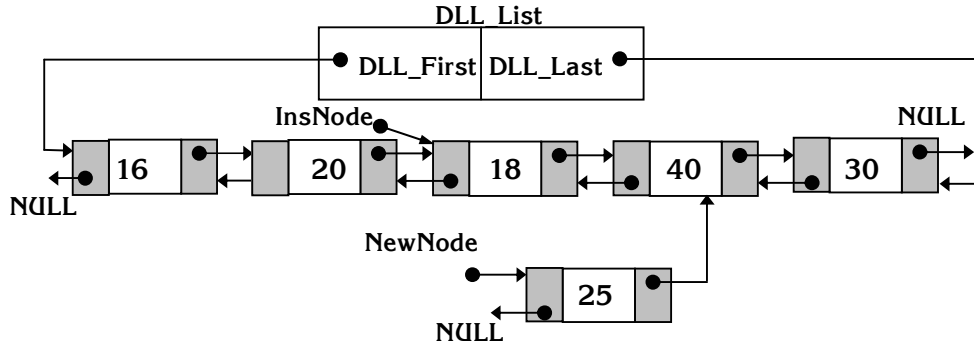 DLL_List
DLL_First DLL_Last
InsNode
NULL
16 20 18 40 30
NULL
NewNode
25
NULL